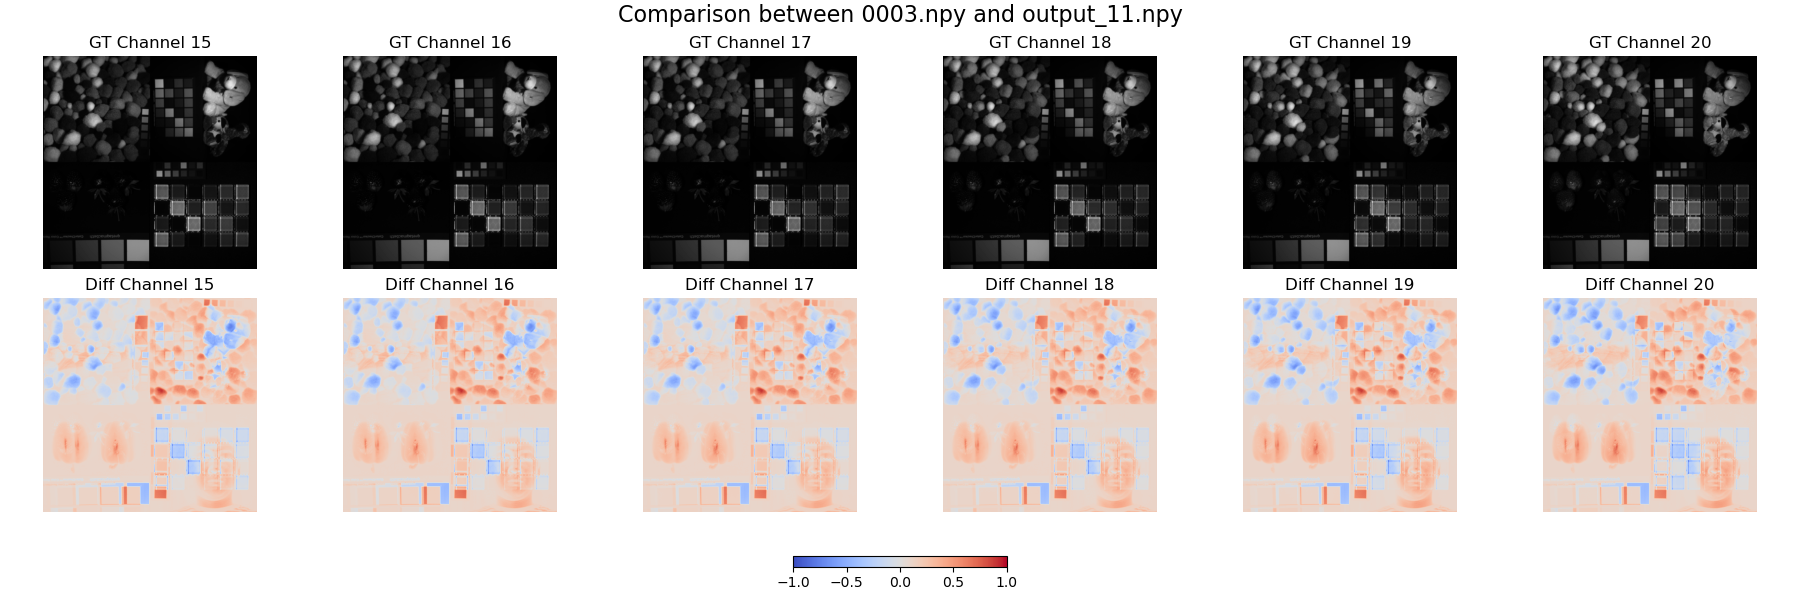 Comparison between 0003.npy and output_11.npy
GT Channel 15
GT Channel 16
GT Channel 17
GT Channel 18
GT Channel 19
GT Channel 20
Diff Channel 15
Diff Channel 16
Diff Channel 17
Diff Channel 18
Diff Channel 19
Diff Channel 20
−1.0 −0.5 0.0 0.5 1.0